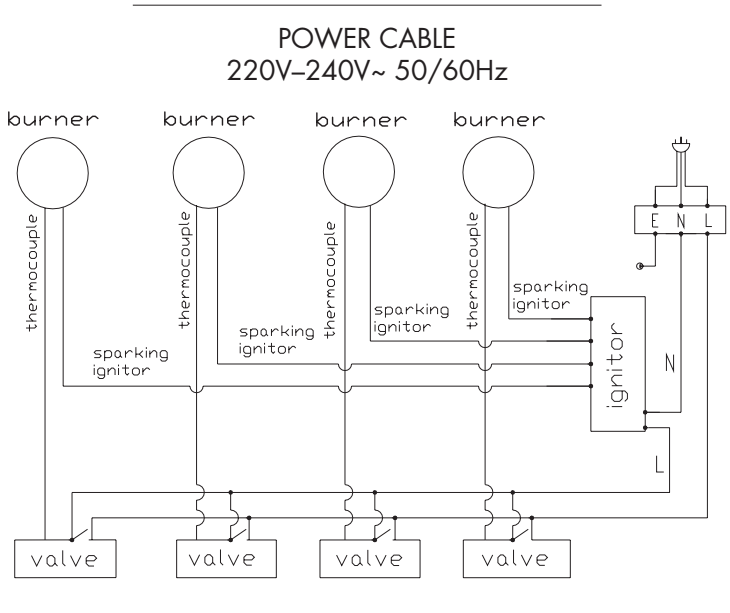 POWER CABLE
220V–240V~ 50/60Hz
burner burner burner burner
E N L
thermocouple thermocouple thermocouple thermocouple
sparking
ignitor
sparking
ignitor
sparking
ignitor
sparking
ignitor
ignitor
N
L
valve valve valve valve